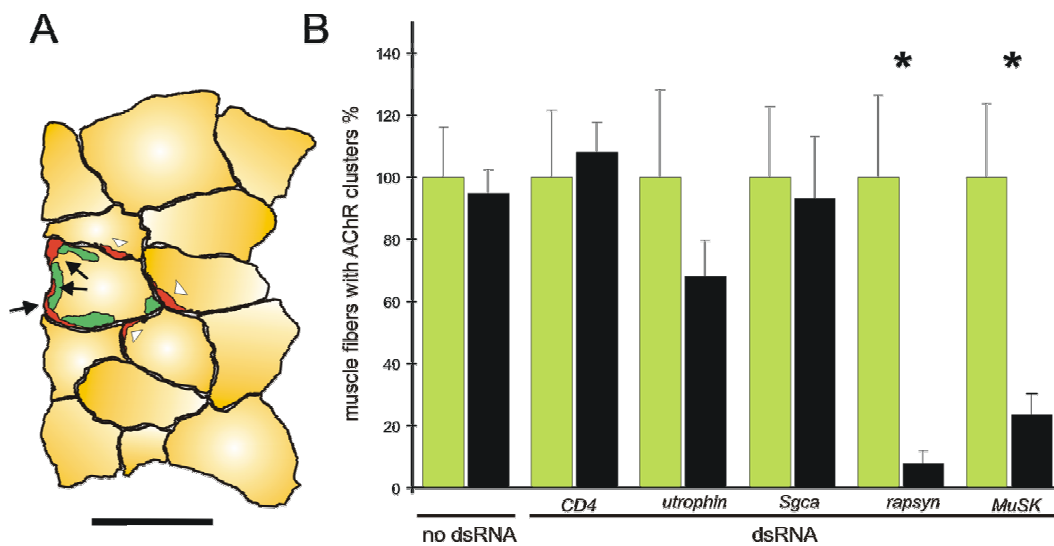 A
B
muscle fibers with AChR clusters %
140
120
100
80
60
40
20
0
*
*
CD4
utrophin
Sgca
rapsyn
MuSK
no dsRNA
dsRNA